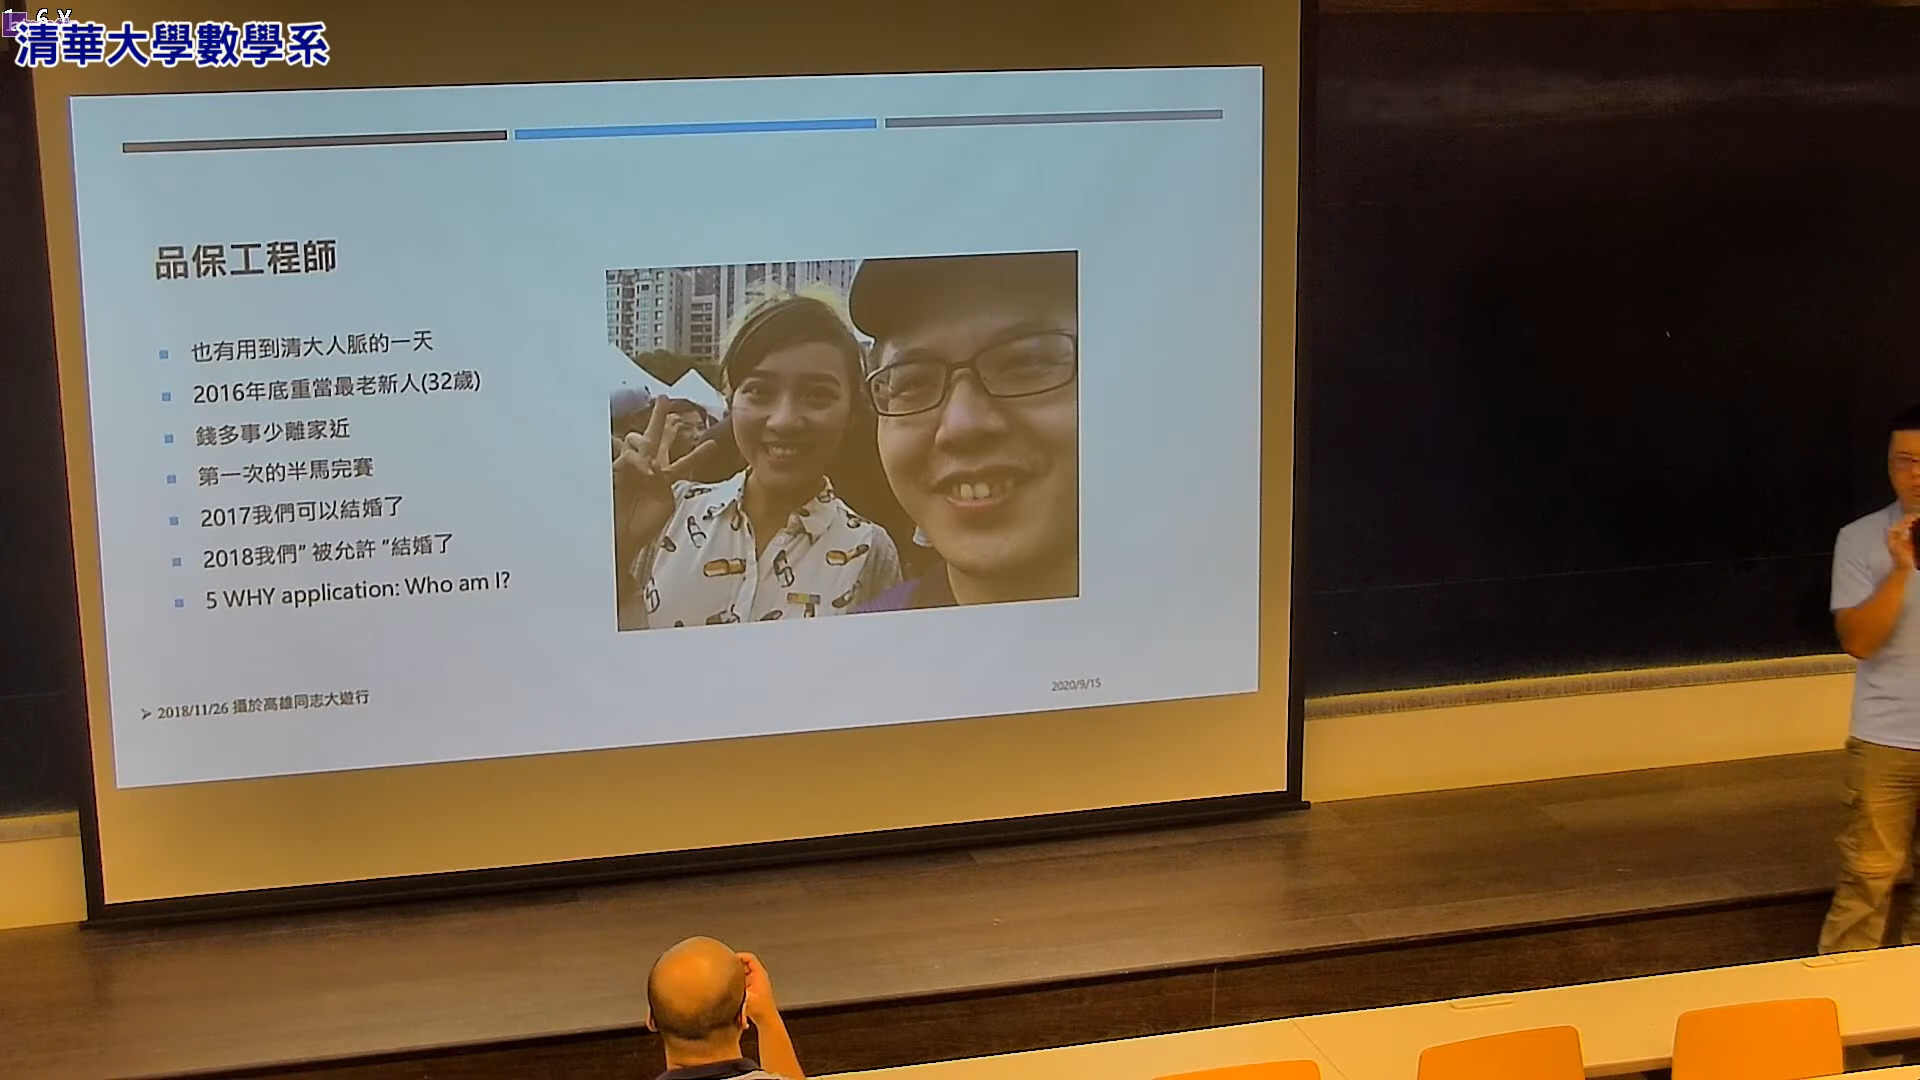 清華大學數學系
品保工程師
也有用到清大人脈的一天
2016年底重當最老新人(32歲)
錢多事少離家近
第一次的半馬完賽
2017我們可以結婚了
2018我們”被允許”結婚了
5 WHY application: Who am I?
➢ 2018/11/26 攝於高雄同志大遊行
2020/9/15